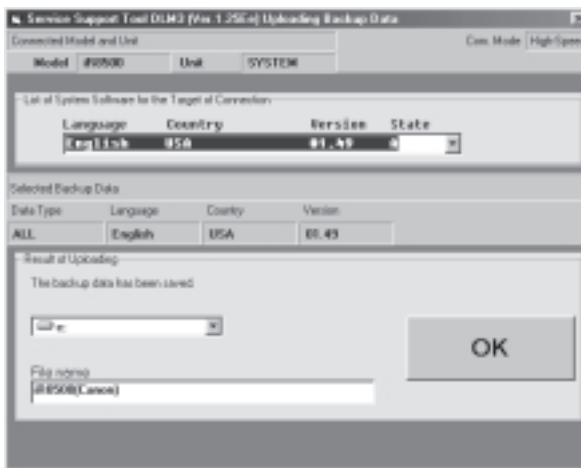 Service Support Tool DLM3 (Ver.1.25Ee) Uploading Backup Data
Connected Model and Unit
Com. Mode High Speed
Model iR8500 Unit SYSTEM
List of System Software for the Target of Connection
Language Country Version State
English USA 01.49 A
Selected Backup Data
Data Type Language Country Version
ALL English USA 01.49
Result of Uploading
The backup data has been saved.
OK
File name
iR8500(Canon)